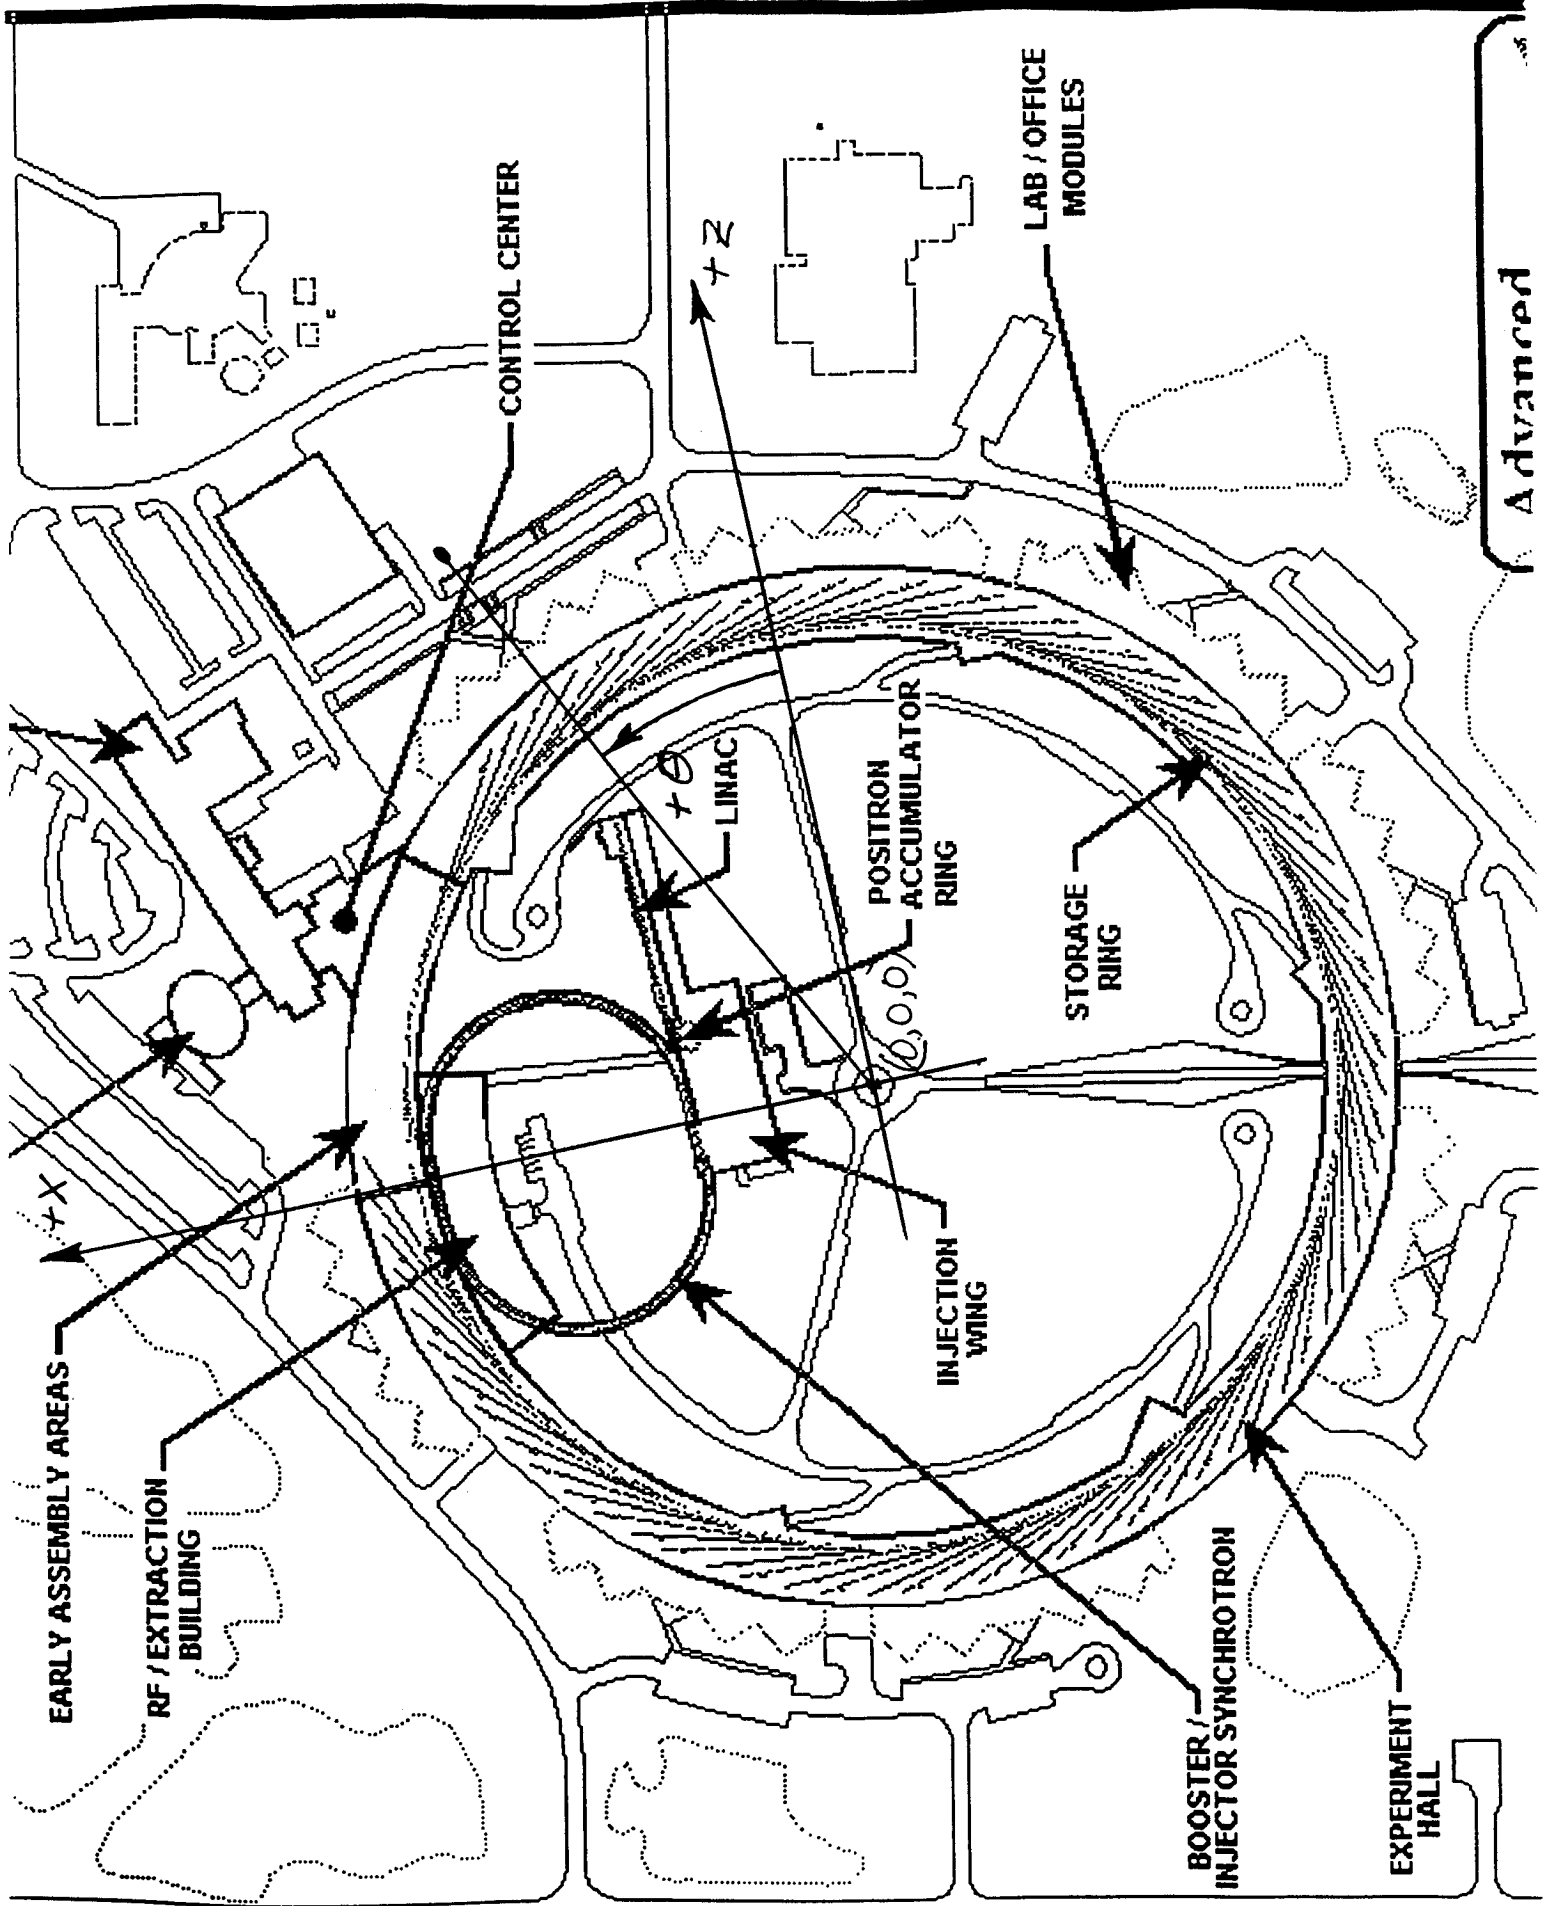 EARLY ASSEMBLY AREAS
RF / EXTRACTION
BUILDING
+X
CONTROL CENTER
+Z
LAB / OFFICE
MODULES
+θ
LINAC
POSITRON
ACCUMULATOR
RING
(0,0,0)
STORAGE
RING
INJECTION
WING
BOOSTER /
INJECTOR SYNCHROTRON
EXPERIMENT
HALL
Advanced